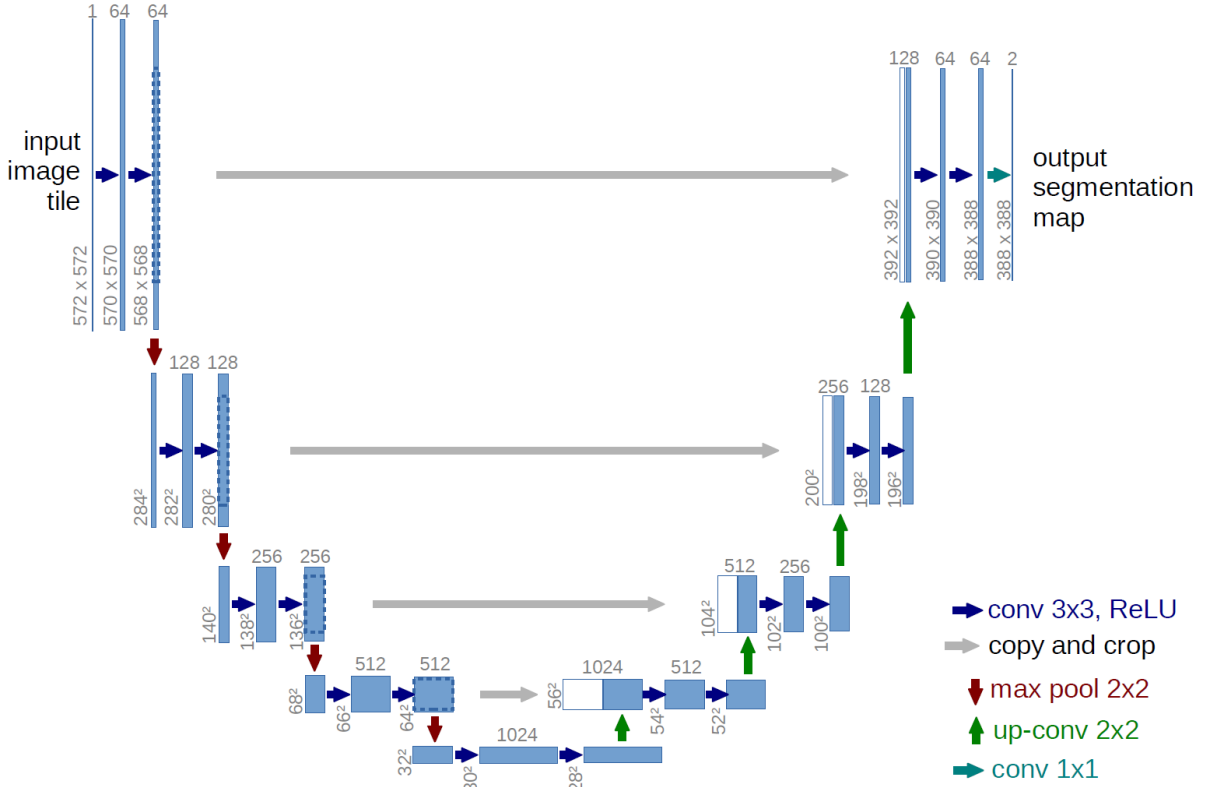 1 64 64
input
image
tile
572 x 572
570 x 570
568 x 568
128 64 64 2
output
segmentation
map
392 x 392
390 x 390
388 x 388
388 x 388
128 128
284²
282²
280²
256 128
200²
198²
196²
256 256
140²
138²
136²
512 256
104²
102²
100²
512 512
68²
66²
64²
1024 512
56²
54²
52²
1024
32²
30²
28²
conv 3x3, ReLU
copy and crop
max pool 2x2
up-conv 2x2
conv 1x1